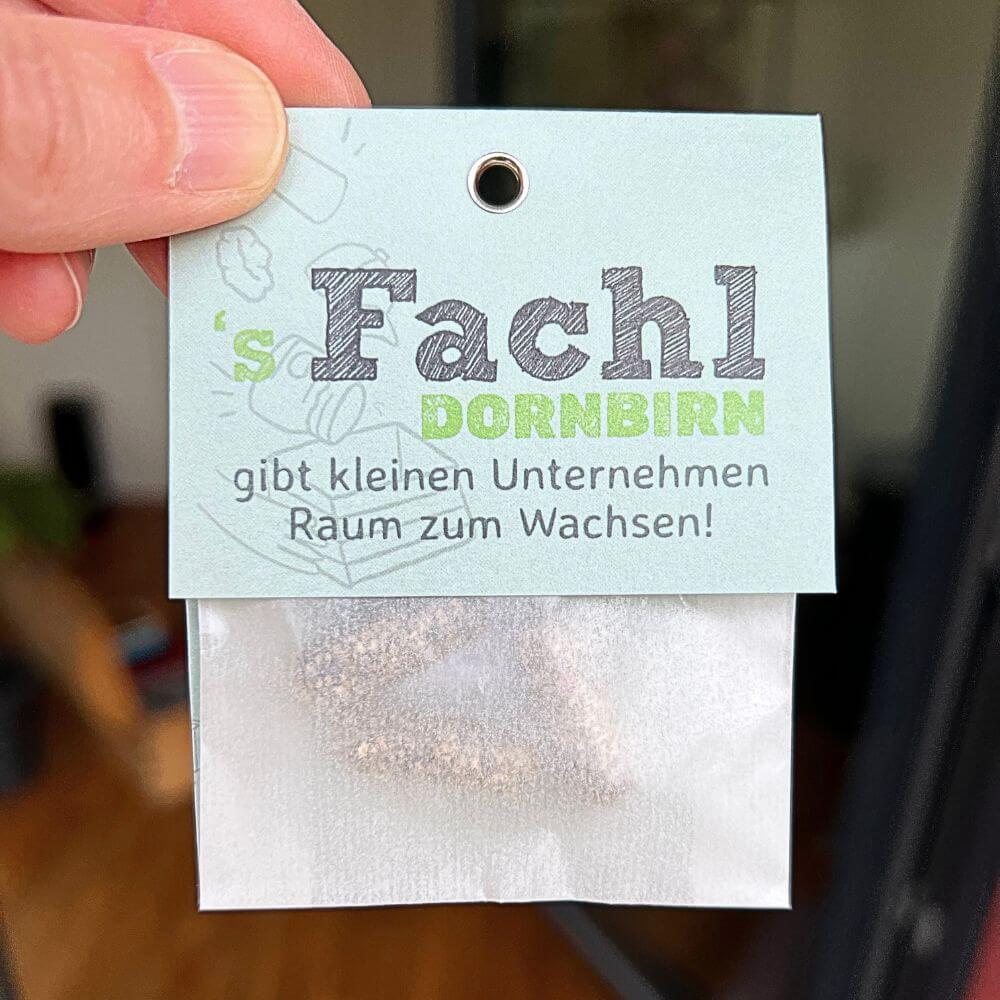 's Fachl
DORNBIRN
gibt kleinen Unternehmen
Raum zum Wachsen!